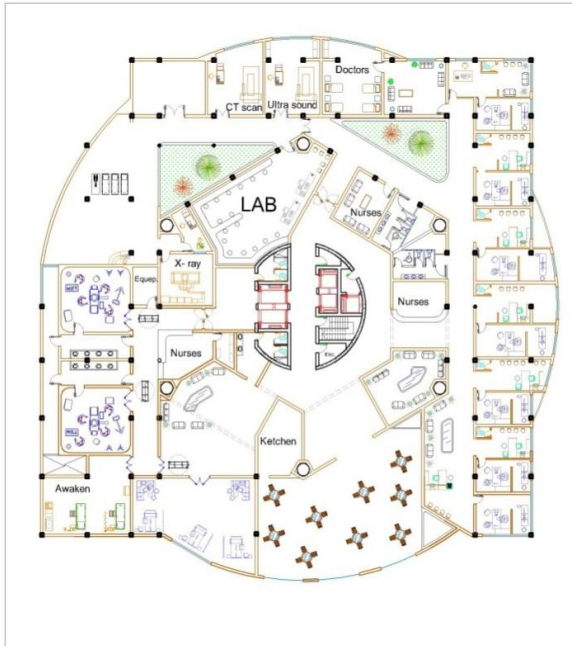 Doctors
CT scan
Ultra sound
LAB
Nurses
X- ray
Equep.
Nurses
Nurses
Ketchen
Awaken